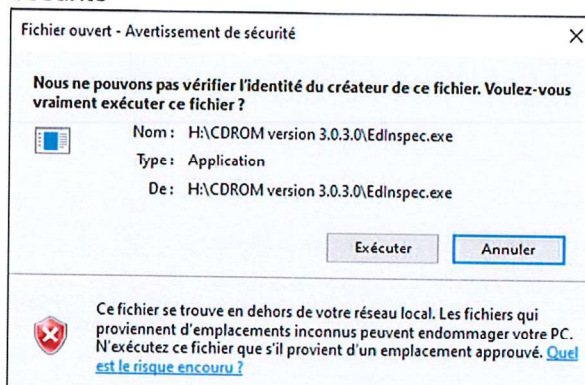 Fichier ouvert - Avertissement de sécurité
Nous ne pouvons pas vérifier l'identité du créateur de ce fichier. Voulez-vous
vraiment exécuter ce fichier ?
Nom : H:\CDROM version 3.0.3.0\EdInspec.exe
Type : Application
De : H:\CDROM version 3.0.3.0\EdInspec.exe
Exécuter Annuler
Ce fichier se trouve en dehors de votre réseau local. Les fichiers qui
proviennent d'emplacements inconnus peuvent endommager votre PC.
N'exécutez ce fichier que s'il provient d'un emplacement approuvé. Quel
est le risque encouru ?